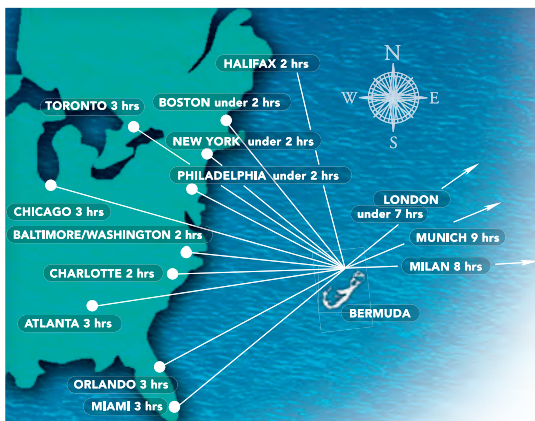 N
HALIFAX 2 hrs
W
E
BOSTON under 2 hrs
TORONTO 3 hrs
S
NEW YORK under 2 hrs
PHILADELPHIA under 2 hrs
LONDON
under 7 hrs
CHICAGO 3 hrs
BALTIMORE/WASHINGTON 2 hrs
MUNICH 9 hrs
MILAN 8 hrs
CHARLOTTE 2 hrs
BERMUDA
ATLANTA 3 hrs
ORLANDO 3 hrs
MIAMI 3 hrs